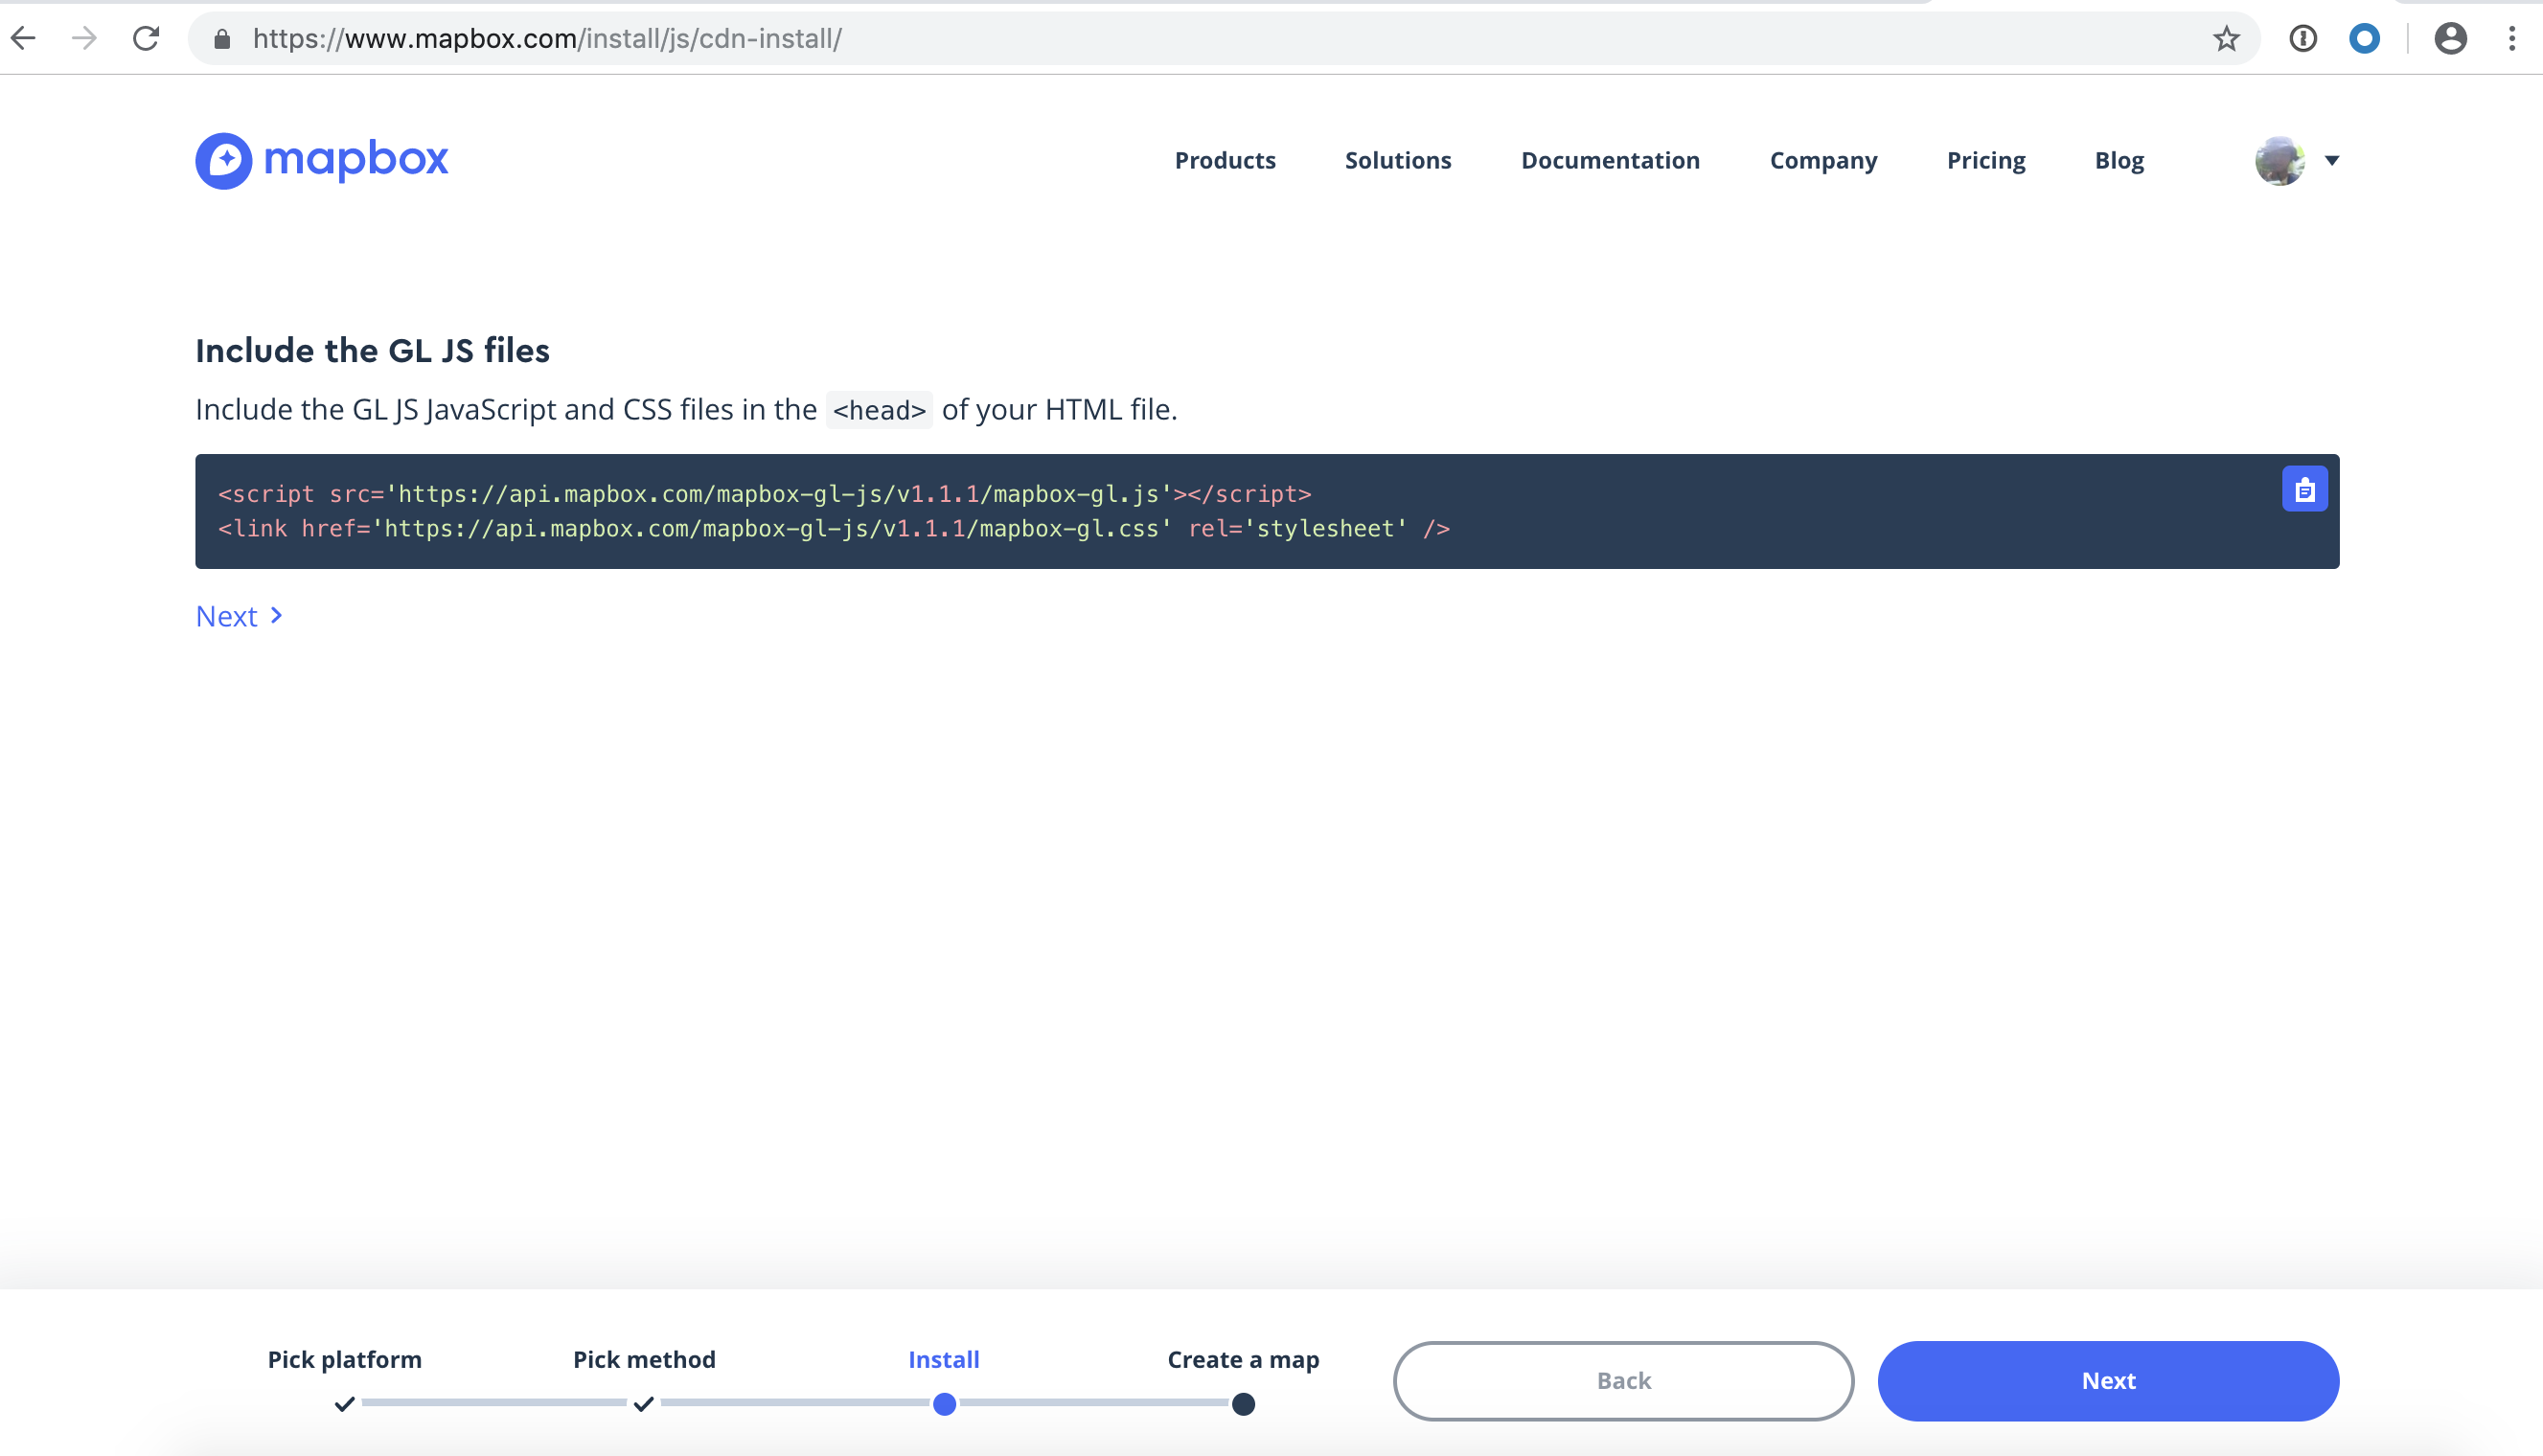 https://www.mapbox.com/install/js/cdn-install/
mapbox
Products Solutions Documentation Company Pricing Blog
Include the GL JS files
Include the GL JS JavaScript and CSS files in the <head> of your HTML file.
<script src='https://api.mapbox.com/mapbox-gl-js/v1.1.1/mapbox-gl.js'></script>
<link href='https://api.mapbox.com/mapbox-gl-js/v1.1.1/mapbox-gl.css' rel='stylesheet' />
Next
Pick platform Pick method Install Create a map
Back Next